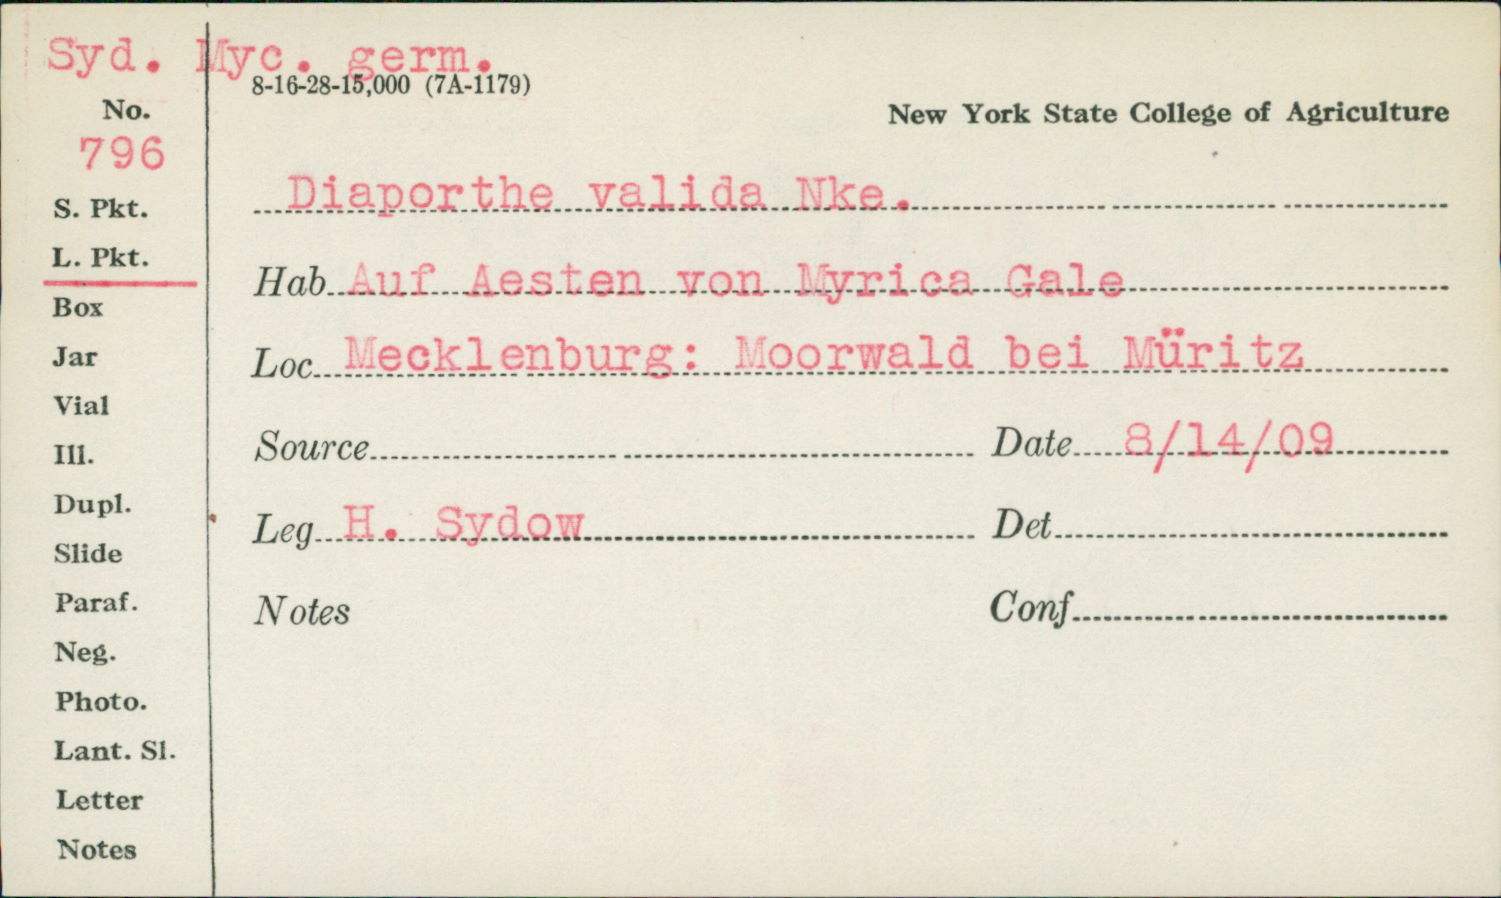 Syd. Myc. germ.
8-16-28-15,000 (7A-1179)
No.
New York State College of Agriculture
796
Diaporthe valida Nke.
S. Pkt.
L. Pkt.
Hab Auf Aesten von Myrica Gale
Box
Jar
Loc Mecklenburg: Moorwald bei Müritz
Vial
Ill.
Source Date 8/14/09
Dupl.
Leg H. Sydow Det
Slide
Paraf.
Notes Conf
Neg.
Photo.
Lant. Sl.
Letter
Notes